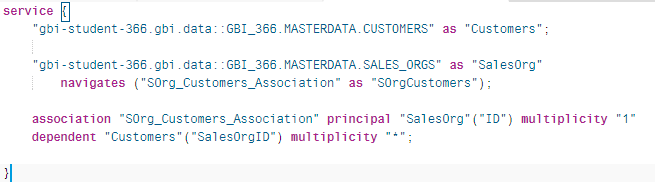 service {
"gbi-student-366.gbi.data::GBI_366.MASTERDATA.CUSTOMERS" as "Customers";
"gbi-student-366.gbi.data::GBI_366.MASTERDATA.SALES_ORGS" as "SalesOrg"
navigates ("SOrg_Customers_Association" as "SOrgCustomers");
association "SOrg_Customers_Association" principal "SalesOrg"("ID") multiplicity "1"
dependent "Customers"("SalesOrgID") multiplicity "*";
}